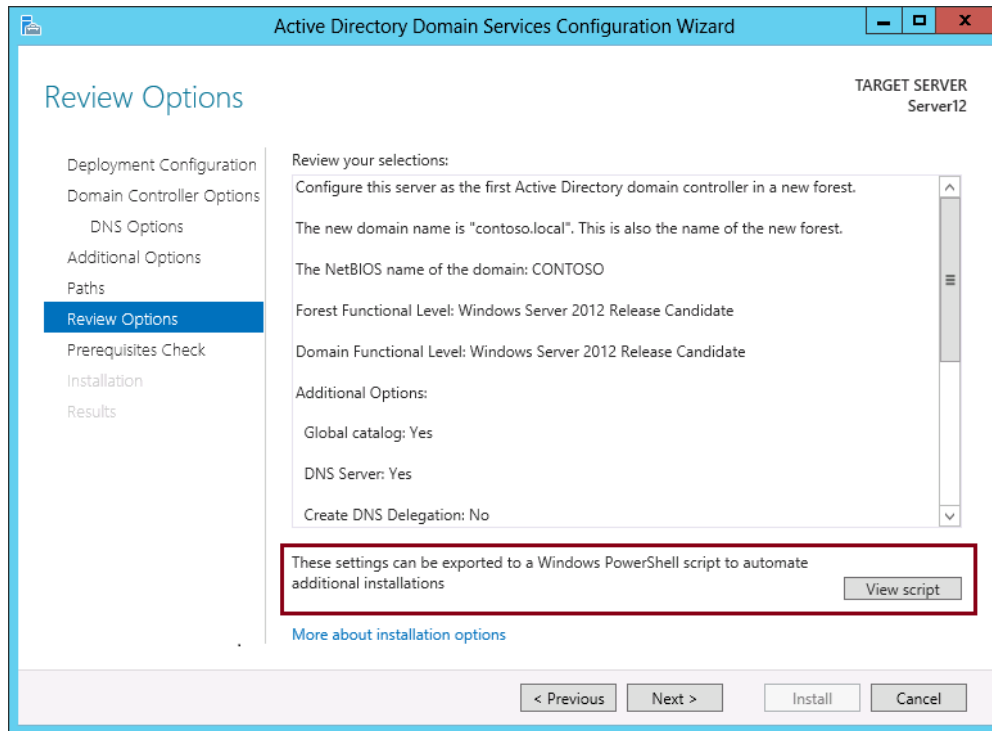 Active Directory Domain Services Configuration Wizard
Review Options
TARGET SERVER
Server12
Deployment Configuration
Domain Controller Options
DNS Options
Additional Options
Paths
Review Options
Prerequisites Check
Installation
Results
Review your selections:
Configure this server as the first Active Directory domain controller in a new forest.
The new domain name is "contoso.local". This is also the name of the new forest.
The NetBIOS name of the domain: CONTOSO
Forest Functional Level: Windows Server 2012 Release Candidate
Domain Functional Level: Windows Server 2012 Release Candidate
Additional Options:
Global catalog: Yes
DNS Server: Yes
Create DNS Delegation: No
These settings can be exported to a Windows PowerShell script to automate
additional installations
View script
More about installation options
< Previous
Next >
Install
Cancel